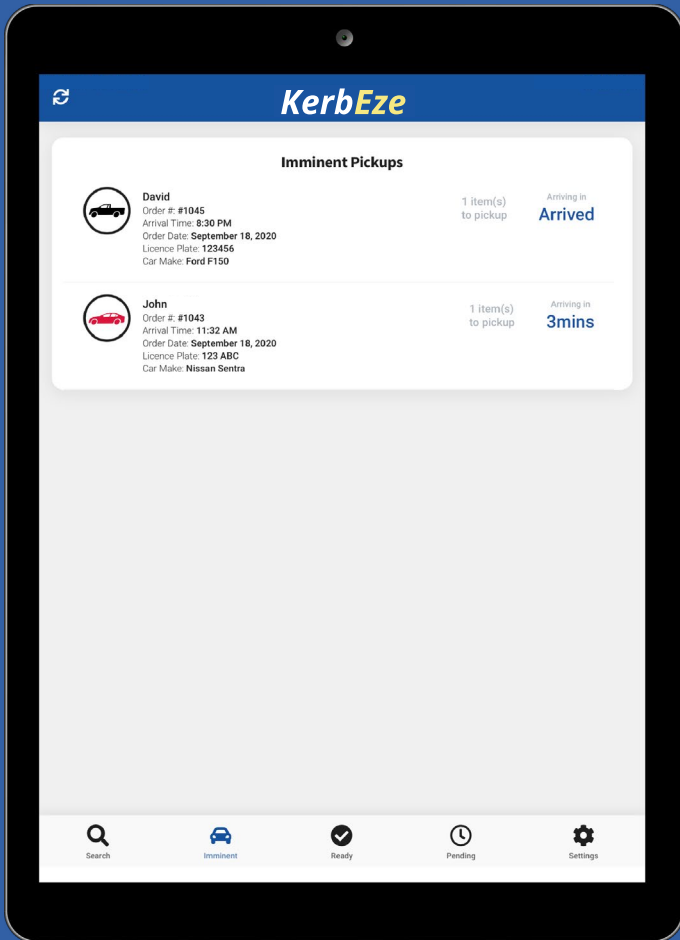 KerbEze
Imminent Pickups
David
Order #: #1045
Arrival Time: 8:30 PM
Order Date: September 18, 2020
Licence Plate: 123456
Car Make: Ford F150
1 item(s)
to pickup
Arriving in
Arrived
John
Order #: #1043
Arrival Time: 11:32 AM
Order Date: September 18, 2020
Licence Plate: 123 ABC
Car Make: Nissan Sentra
1 item(s)
to pickup
Arriving in
3mins
Search
Imminent
Ready
Pending
Settings